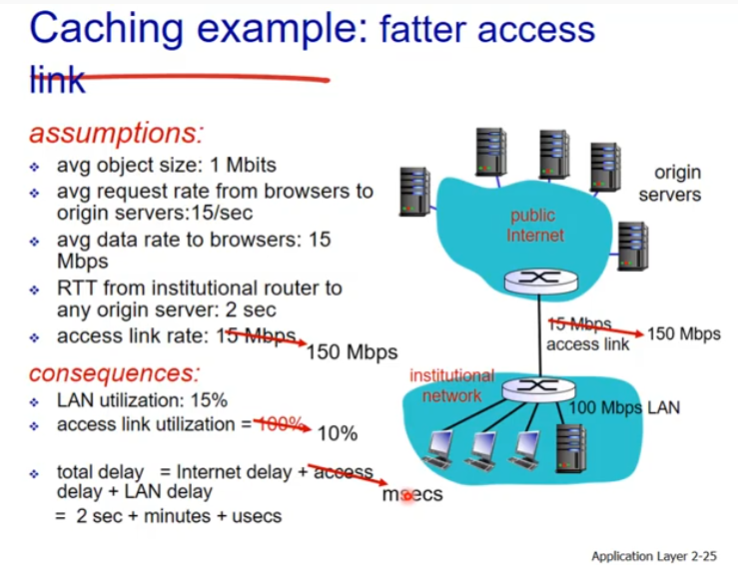 Caching example: fatter access
link
assumptions:
avg object size: 1 Mbits
avg request rate from browsers to
origin servers:15/sec
avg data rate to browsers: 15
Mbps
RTT from institutional router to
any origin server: 2 sec
access link rate: 15 Mbps
150 Mbps
consequences:
LAN utilization: 15%
access link utilization = 100%
10%
total delay = Internet delay + access
delay + LAN delay
msecs
= 2 sec + minutes + usecs
origin
servers
public
Internet
15 Mbps
access link
150 Mbps
institutional
network
100 Mbps LAN
Application Layer 2-25